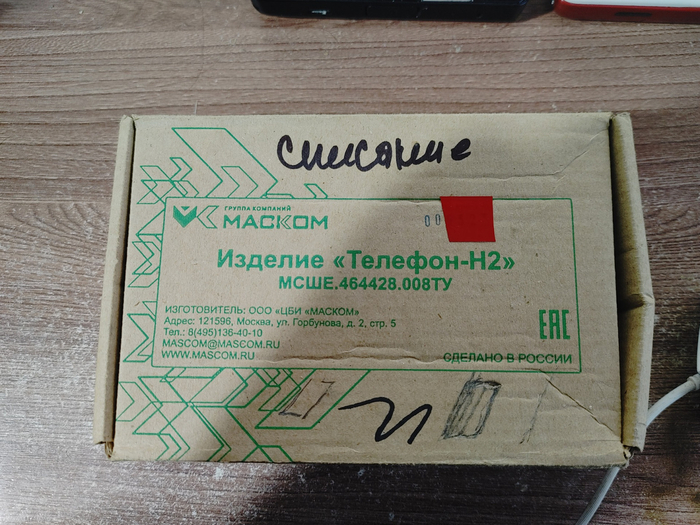 списание
ГРУППА КОМПАНИЙ
МАСКОМ
00
Изделие «Телефон-Н2»
МСШЕ.464428.008ТУ
ИЗГОТОВИТЕЛЬ: ООО «ЦБИ «МАСКОМ»
Адрес: 121596, Москва, ул. Горбунова, д. 2, стр. 5
Тел.: 8(495)136-40-10
MASCOM@MASCOM.RU
WWW.MASCOM.RU
EAC
СДЕЛАНО В РОССИИ